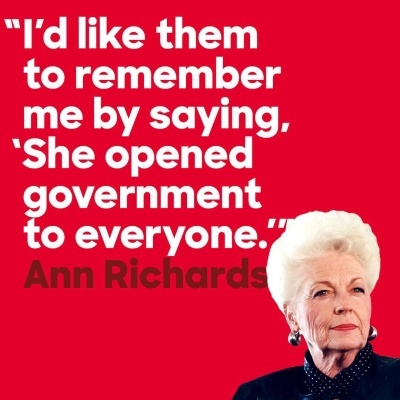 “I’d like them
to remember
me by saying,
‘She opened
government
to everyone.’”
Ann Richards